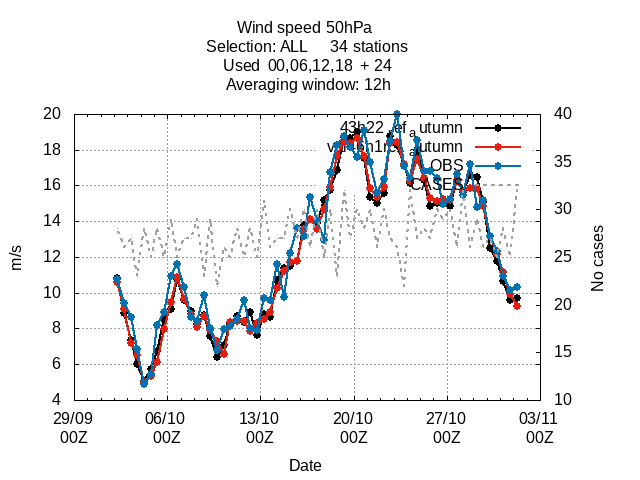 Wind speed 50hPa
Selection: ALL 34 stations
Used 00,06,12,18 + 24
Averaging window: 12h
20
18
16
14
12
10
8
6
4
40
35
30
25
20
15
10
utumn
utumn
OBS
CASES
m/s
No cases
29/09 06/10 13/10 20/10 27/10 03/11
00Z 00Z 00Z 00Z 00Z 00Z
Date